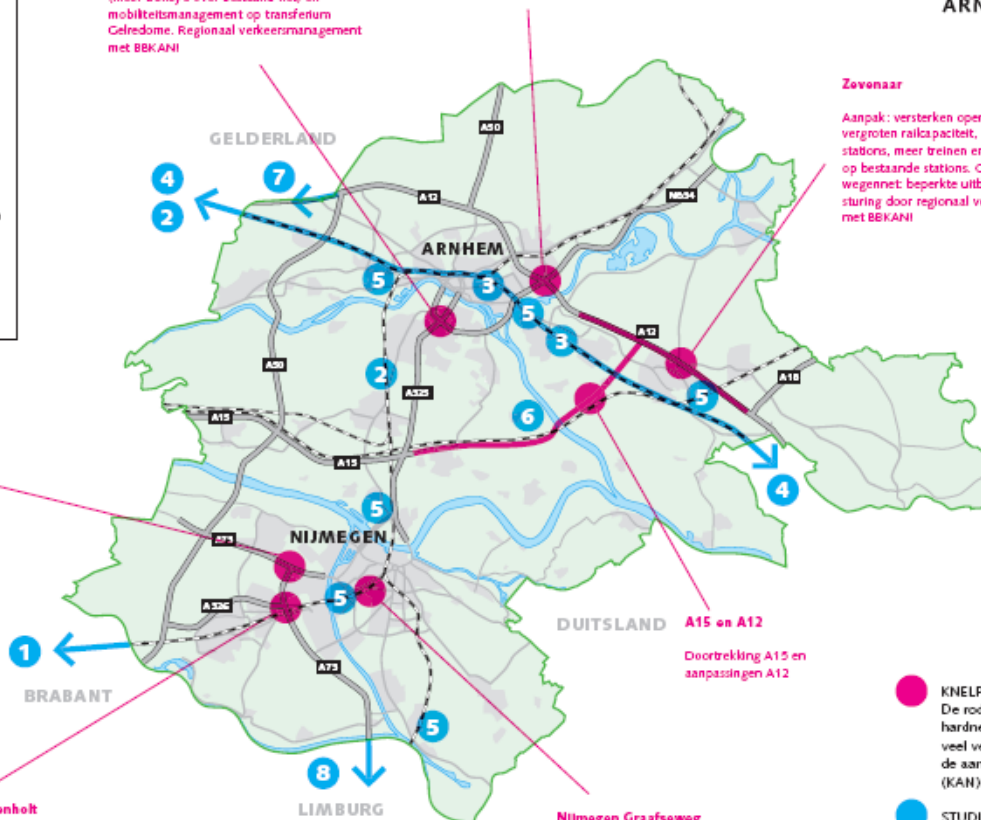 mobiliteitsmanagement op transferium
Gelredome. Regionaal verkeersmanagement
met BBKAN!
ARN
Zevenaar
Aanpak: versterken oper
vergroten railcapaciteit,
stations, meer treinen en
op bestaande stations. O
wegennet: beperkte uitb
sturing door regionaal v
met BBKAN!
GELDERLAND
A50
4
7
2
A12
N834
ARNHEM
5
3
5
3
A12
A50
2
A325
5
A18
A15
6
A15
4
5
NIJMEGEN
A73
A326
5
1
DUITSLAND
A15 en A12
Doortrekking A15 en
aanpassingen A12
A73
BRABANT
5
8
LIMBURG
KNELP
De roo
hardne
veel ve
de aan
(KAN)
STUDI
enholt
Nijmegen Graafseweg